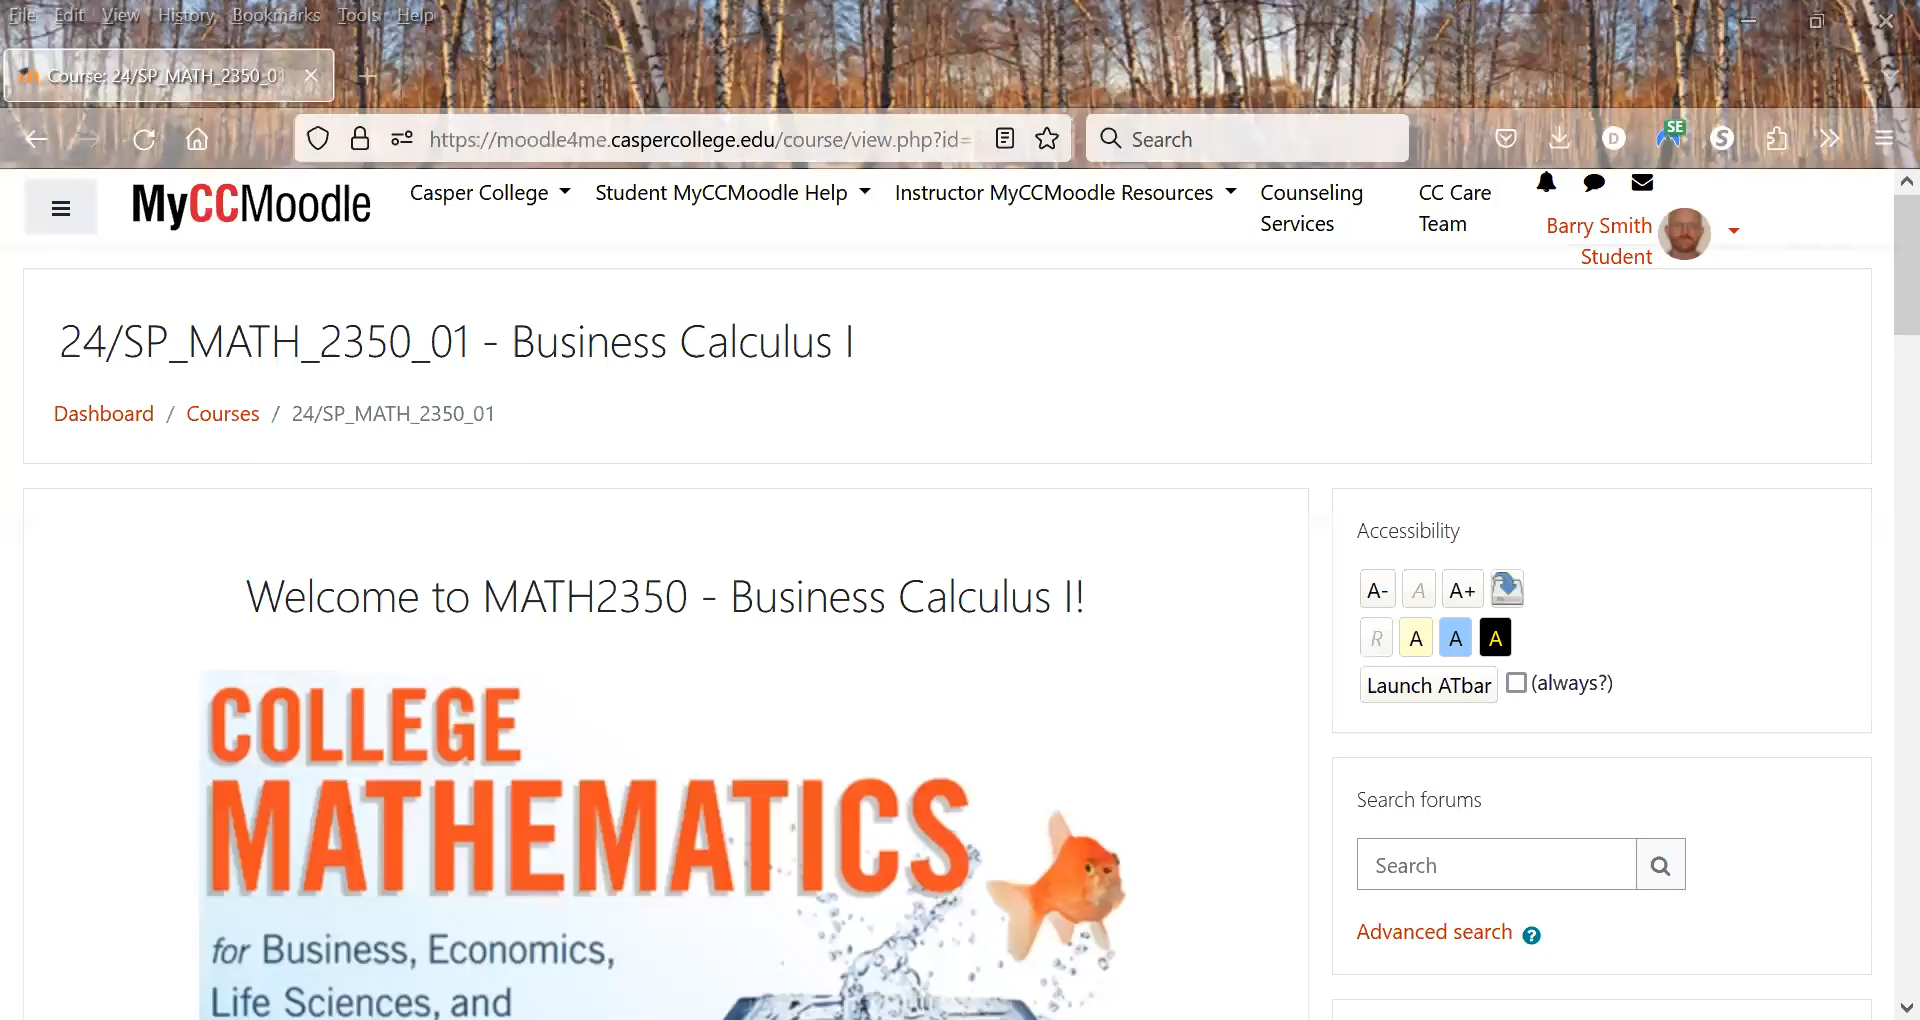 File Edit View History Bookmarks Tools Help
Course: 24/SP_MATH_2350_01
https://moodle4me.caspercollege.edu/course/view.php?id=
Search
SE
D
S
MyCCMoodle
Casper College
Student MyCCMoodle Help
Instructor MyCCMoodle Resources
Counseling
Services
CC Care
Team
Barry Smith
Student
24/SP_MATH_2350_01 - Business Calculus I
Dashboard / Courses / 24/SP_MATH_2350_01
Welcome to MATH2350 - Business Calculus I!
COLLEGE
MATHEMATICS
for Business, Economics,
Life Sciences, and
Accessibility
A- A A+
R A A A
Launch ATbar (always?)
Search forums
Search
Advanced search ?